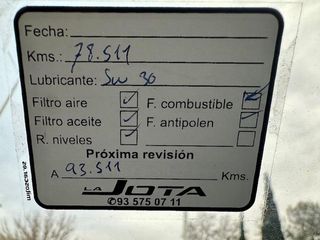 Fecha:
Kms.: 78.511
Lubricante: 5w 30
Filtro aire ✓ F. combustible ✓
Filtro aceite ✓ F. antipolen ✓
R. niveles ✓
Próxima revisión
A 93.511 Kms.
LA JOTA
✆93 575 07 11